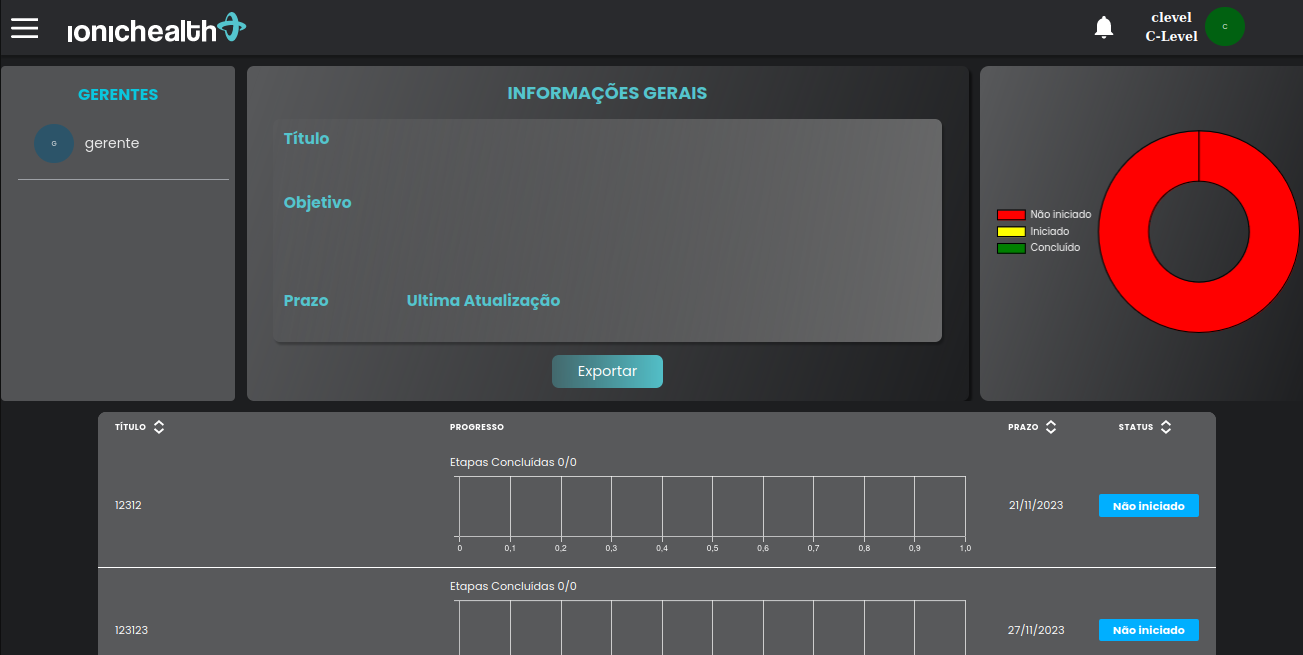 ionichealth
clevel
C-Level
C
GERENTES
G
gerente
INFORMAÇÕES GERAIS
Título
Objetivo
Prazo Ultima Atualização
Exportar
Não iniciado
Iniciado
Concluído
TÍTULO PROGRESSO PRAZO STATUS
Etapas Concluídas 0/0
12312 21/11/2023 Não iniciado
0 0,1 0,2 0,3 0,4 0,5 0,6 0,7 0,8 0,9 1,0
Etapas Concluídas 0/0
123123 27/11/2023 Não iniciado